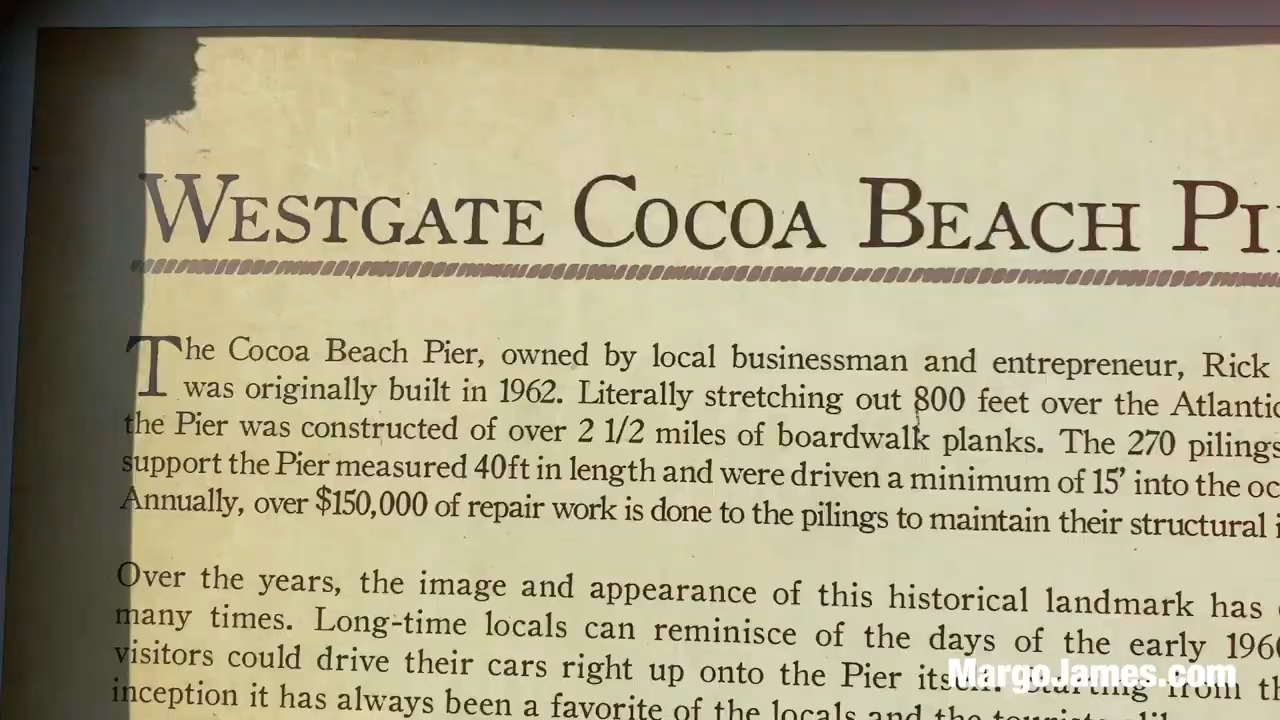 WESTGATE COCOA BEACH
The Cocoa Beach Pier, owned by local businessman and entrepreneur, Rick
was originally built in 1962. Literally stretching out 800 feet over the
the Pier was constructed of over 2 1/2 miles of boardwalk planks. The 270 pilings
support the Pier measured 40ft in length and were driven a minimum of 15' into the
Annually, over $150,000 of repair work is done to the pilings to maintain their structural
Over the years, the image and appearance of this historical landmark has
many times. Long-time locals can reminisce of the days of the early
visitors could drive their cars right up onto the Pier itself. Starting from
inception it has always been a favorite of the locals and the
MargoJames.com